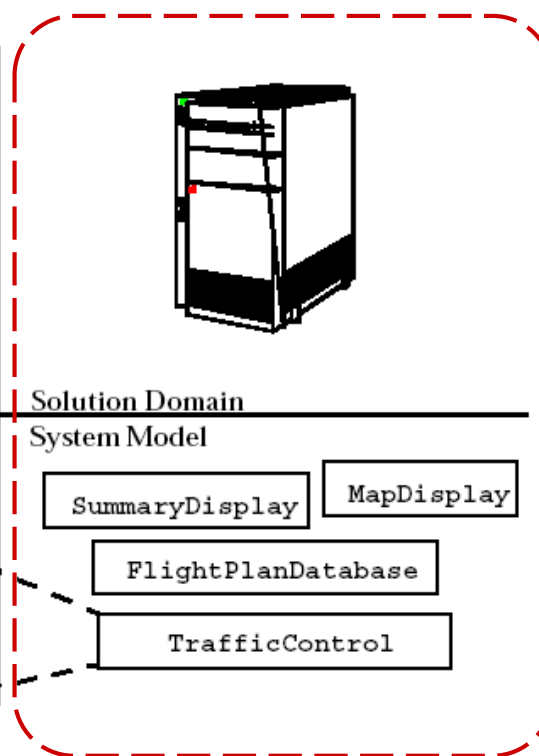 Solution Domain
System Model
SummaryDisplay
MapDisplay
FlightPlanDatabase
TrafficControl